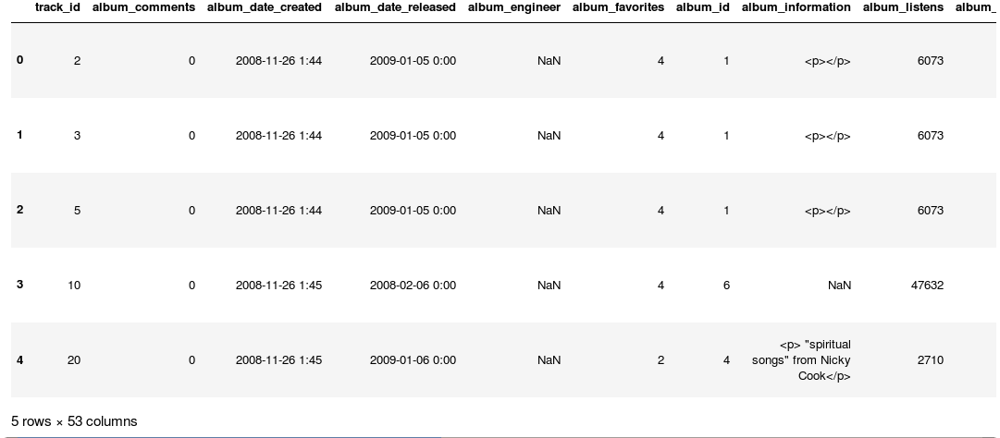 track_id album_comments album_date_created album_date_released album_engineer album_favorites album_id album_information album_listens album_
0 2 0 2008-11-26 1:44 2009-01-05 0:00 NaN 4 1 <p></p> 6073
1 3 0 2008-11-26 1:44 2009-01-05 0:00 NaN 4 1 <p></p> 6073
2 5 0 2008-11-26 1:44 2009-01-05 0:00 NaN 4 1 <p></p> 6073
3 10 0 2008-11-26 1:45 2008-02-06 0:00 NaN 4 6 NaN 47632
<p> "spiritual
4 20 0 2008-11-26 1:45 2009-01-06 0:00 NaN 2 4 songs" from Nicky 2710
Cook</p>
5 rows × 53 columns